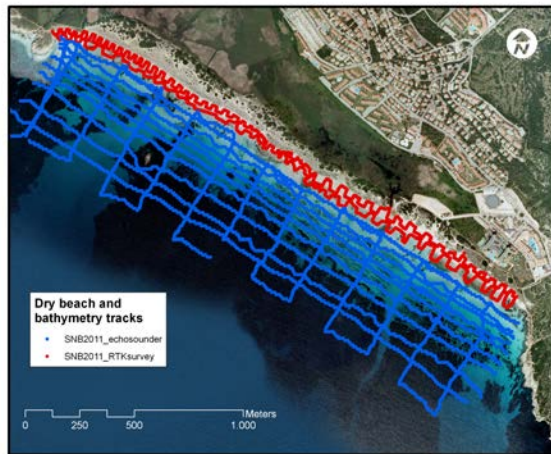 N
Dry beach and
bathymetry tracks
SNB2011_echosounder
SNB2011_RTKsurvey
Meters
0 250 500 1.000